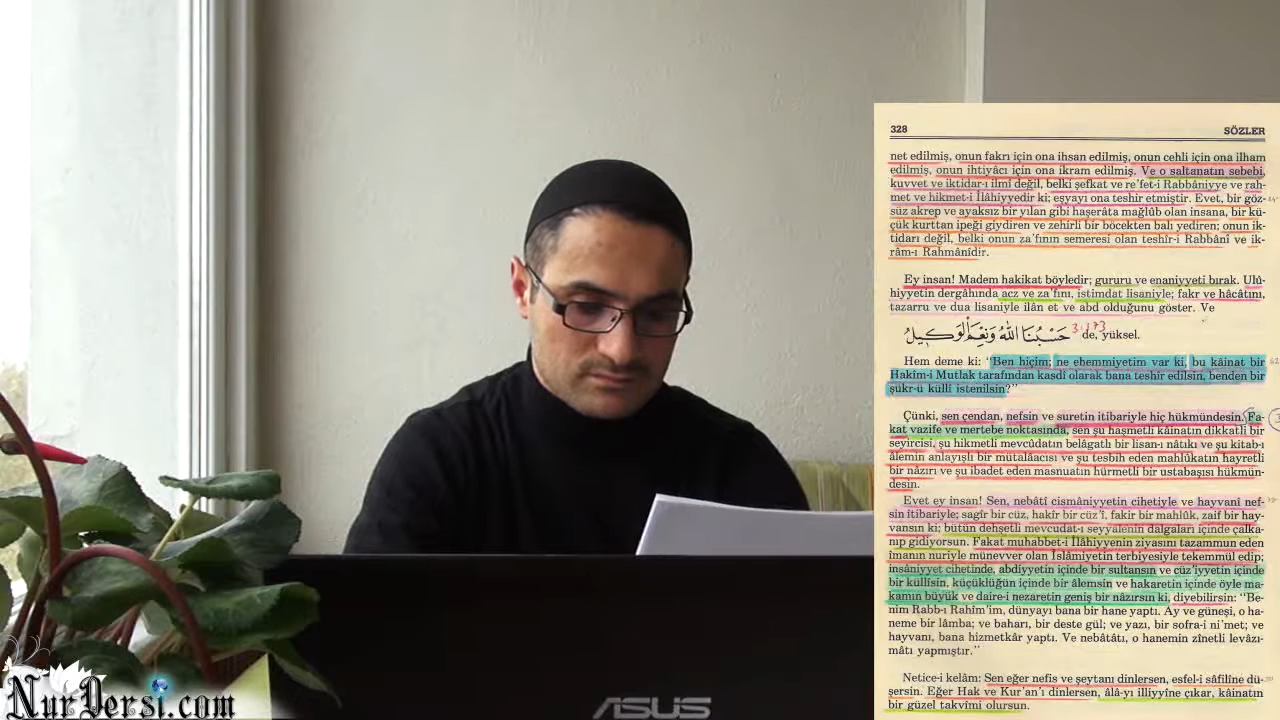 328 SÖZLER
net edilmiş, onun fakrı için ona ihsan edilmiş, onun cehli için ona ilham
edilmiş, onun ihtiyâcı için ona ikram edilmiş. Ve o saltanatın sebebi,
kuvvet ve iktidar-ı ilmî değil, belki şefkat ve re'fet-i Rabbâniyye ve rah-
met ve hikmet-i İlâhiyyedir ki; eşyayı ona teshir etmiştir. Evet, bir göz-
süz akrep ve ayaksız bir yılan gibi haşerâta mağlûb olan insana, bir kü-
çük kurttan ipeği giydiren ve zehirli bir böcekten balı yediren; onun ik-
tidarı değil, belki onun za'fının semeresi olan teshîr-i Rabbânî ve ik-
râm-ı Rahmânîdir.
Ey insan! Madem hakikat böyledir; gururu ve enaniyyeti bırak. Ulû-
hiyyetin dergâhında acz ve za'fını, istimdat lisaniyle; fakr ve hâcâtını,
tazarru ve dua lisaniyle ilân et ve abd olduğunu göster. Ve
حَسْبُنَا اللّٰهُ وَنِعْمَ الْوَكِيلُ de, yüksel.
Hem deme ki: "Ben hiçim; ne ehemmiyetim var ki, bu kâinat bir
Hakîm-i Mutlak tarafından kasdî olarak bana teshir edilsin, benden bir
şükr-ü küllî istenilsin?"
Çünki, sen çendan, nefsin ve suretin itibariyle hiç hükmündesin. Fa-
kat vazife ve mertebe noktasında, sen şu haşmetli kâinatın dikkatli bir
seyircisi, şu hikmetli mevcûdatın belâgatlı bir lisan-ı nâtıkı ve şu kitab-ı
âlemin anlayışlı bir mütalâacısı ve şu tesbih eden mahlûkatın hayretli
bir nâzırı ve şu ibadet eden masnuatın hürmetli bir ustabaşısı hükmün-
desin.
Evet ey insan! Sen, nebâtî cismâniyyetin cihetiyle ve hayvanî nef-
sin itibariyle; sagîr bir cüz, hakîr bir cüz'î, fakir bir mahlûk, zaif bir hay-
vansın ki; bütün dehşetli mevcudat-ı seyyalenin dalgaları içinde çalka-
nıp gidiyorsun. Fakat muhabbet-i İlâhiyyenin ziyasını tazammun eden
îmanın nuriyle münevver olan İslâmiyetin terbiyesiyle tekemmül edip;
insâniyyet cihetinde, abdiyyetin içinde bir sultansın ve cüz'iyyetin içinde
bir küllîsin, küçüklüğün içinde bir âlemsin ve hakaretin içinde öyle ma-
kamın büyük ve daire-i nezaretin geniş bir nâzırsın ki, diyebilirsin: "Be-
nim Rabb-ı Rahîm'im, dünyayı bana bir hane yaptı. Ay ve güneşi, o ha-
neme bir lâmba; ve baharı, bir deste gül; ve yazı, bir sofra-i ni'met; ve
hayvanı, bana hizmetkâr yaptı. Ve nebâtâtı, o hanemin zînetli levâzı-
mâtı yapmıştır."
Netice-i kelâm: Sen eğer nefis ve şeytanı dinlersen, esfel-i sâfilîne dü-
şersin. Eğer Hak ve Kur'an'ı dinlersen, âlâ-yı illiyyîne çıkar, kâinatın
bir güzel takvîmi olursun.
NurDersi.com
ASUS